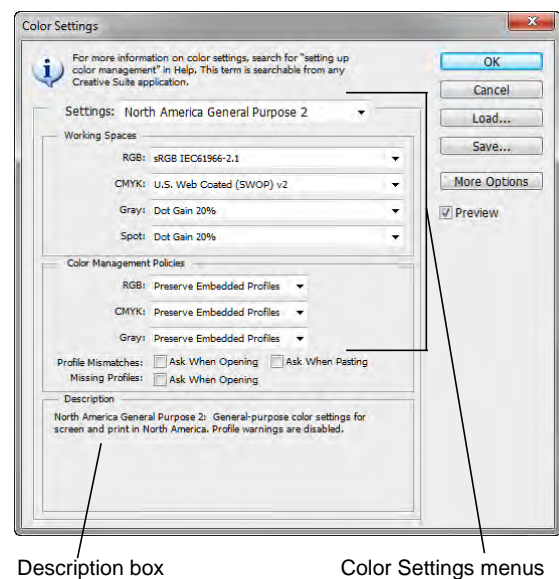 Color Settings
For more information on color settings, search for "setting up
color management" in Help. This term is searchable from any
Creative Suite application.
Settings: North America General Purpose 2
Working Spaces
RGB: sRGB IEC61966-2.1
CMYK: U.S. Web Coated (SWOP) v2
Gray: Dot Gain 20%
Spot: Dot Gain 20%
Color Management Policies
RGB: Preserve Embedded Profiles
CMYK: Preserve Embedded Profiles
Gray: Preserve Embedded Profiles
Profile Mismatches: Ask When Opening Ask When Pasting
Missing Profiles: Ask When Opening
Description
North America General Purpose 2: General-purpose color settings for
screen and print in North America. Profile warnings are disabled.
OK
Cancel
Load...
Save...
More Options
Preview
Description box
Color Settings menus